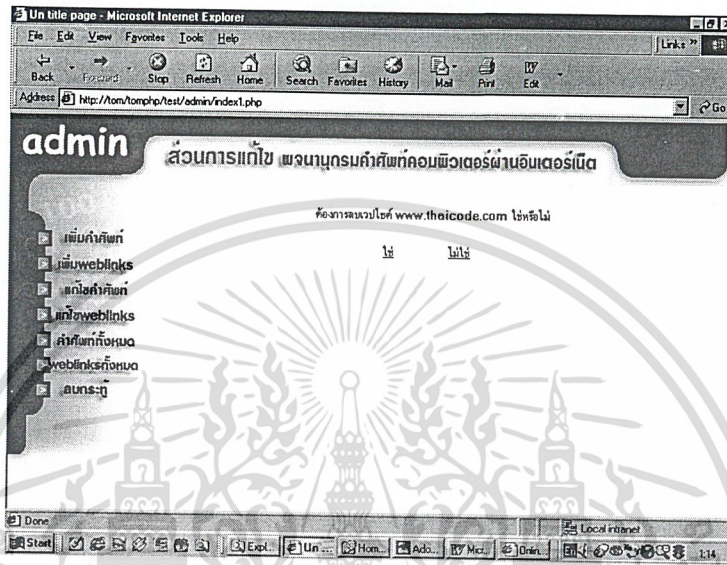 Un title page - Microsoft Internet Explorer
File Edit View Favorites Tools Help
Links »
Back Forward Stop Refresh Home Search Favorites History Mail Print Edit
Address http://tom/tomphp/test/admin/index1.php Go
admin
ส่วนการแก้ไข พจนานุกรมคำศัพท์คอมพิวเตอร์ผ่านอินเตอร์เน็ต
ต้องการลบเวปไซค์ www.thaicode.com ใช่หรือไม่
ใช่ ไม่ใช่
เพิ่มคำศัพท์
เพิ่มweblinks
แก้ไขคำศัพท์
แก้ไขweblinks
คำศัพท์ทั้งหมด
weblinksทั้งหมด
ลบกระทู้
Done
Local intranet
Start Expl... Un ... Hom... Ado... Mict... Onlin... 1:14